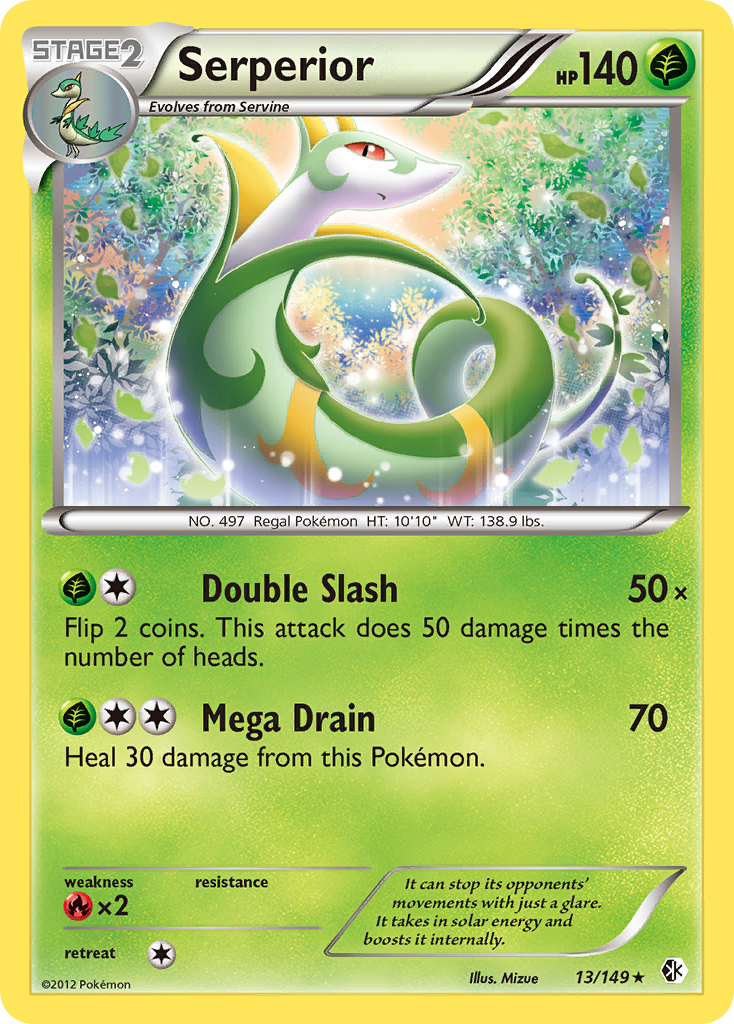 STAGE2
Serperior
HP140
Evolves from Servine
NO. 497 Regal Pokémon HT: 10'10" WT: 138.9 lbs.
Double Slash 50×
Flip 2 coins. This attack does 50 damage times the
number of heads.
Mega Drain 70
Heal 30 damage from this Pokémon.
weakness resistance
×2
retreat
It can stop its opponents'
movements with just a glare.
It takes in solar energy and
boosts it internally.
©2012 Pokémon
Illus. Mizue 13/149★